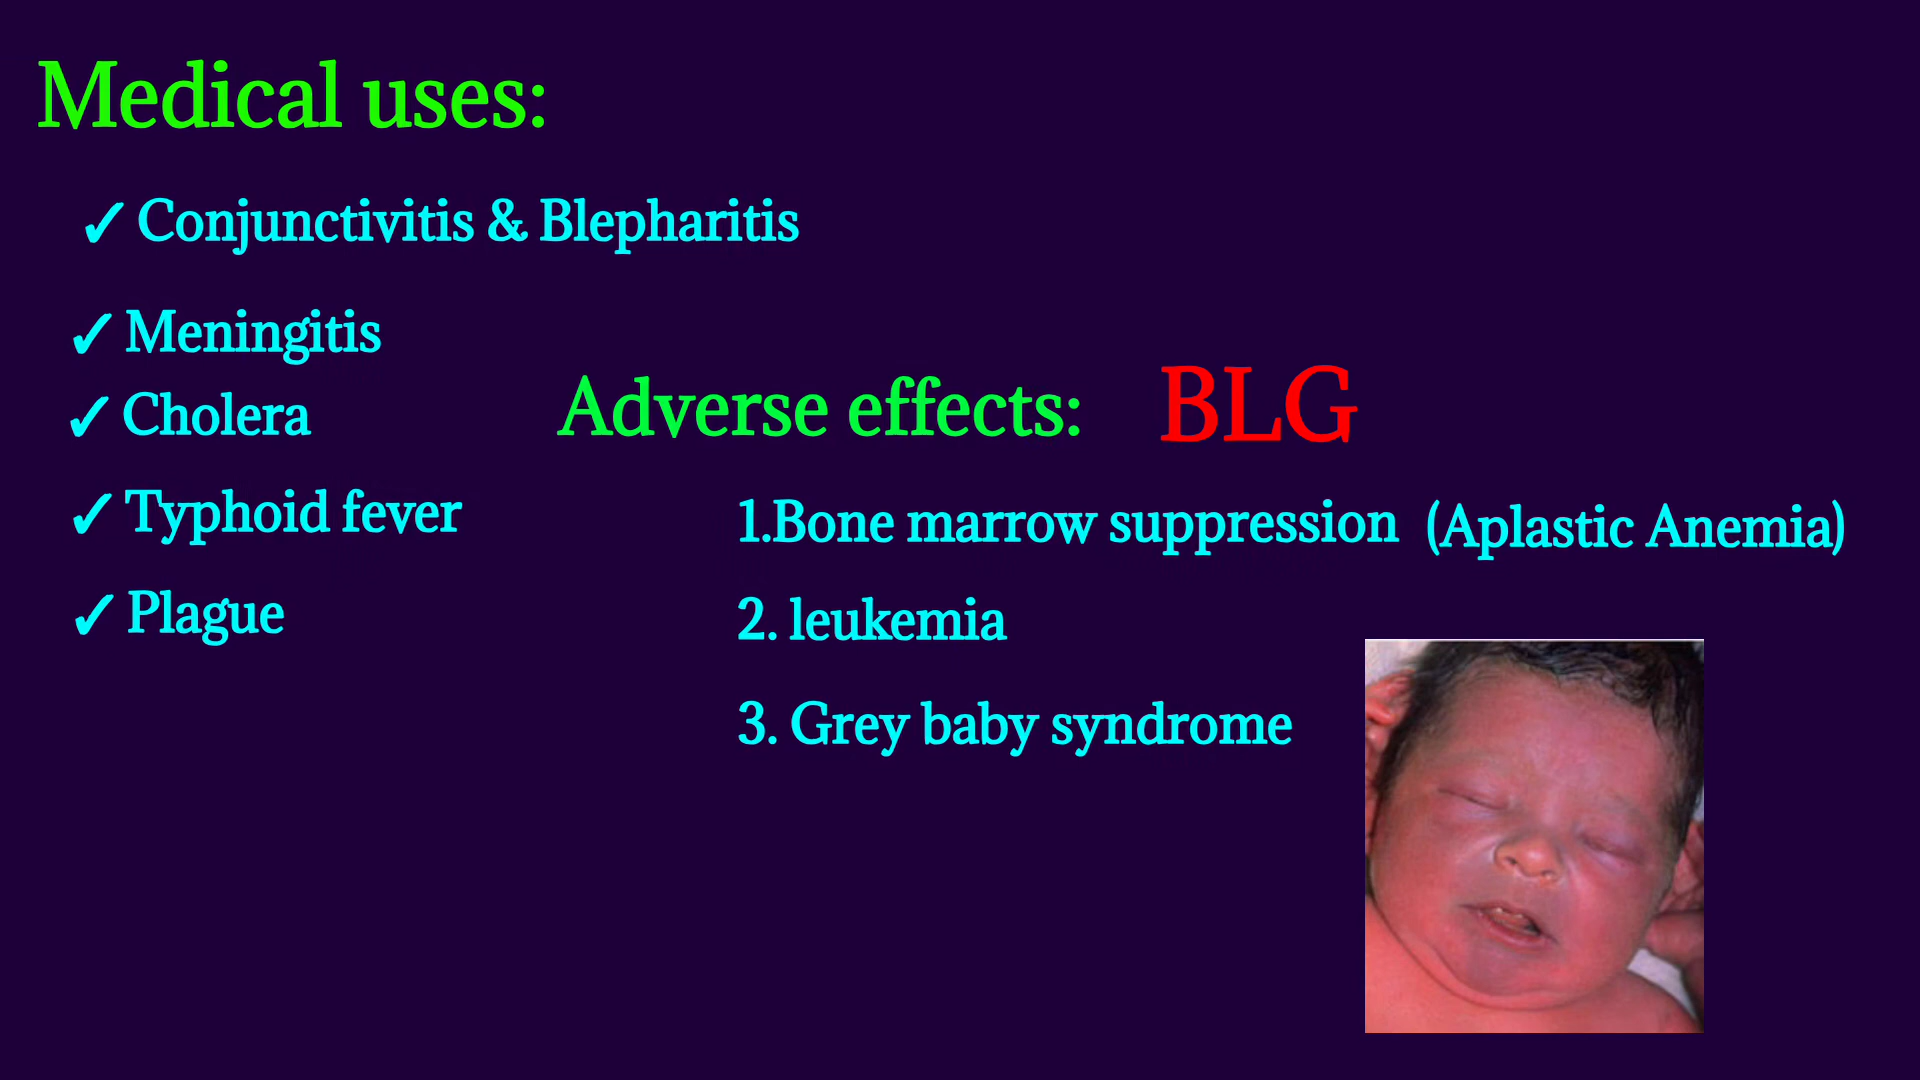 Medical uses:
✓ Conjunctivitis & Blepharitis
✓ Meningitis
✓ Cholera
✓ Typhoid fever
✓ Plague
Adverse effects: BLG
1.Bone marrow suppression (Aplastic Anemia)
2. leukemia
3. Grey baby syndrome